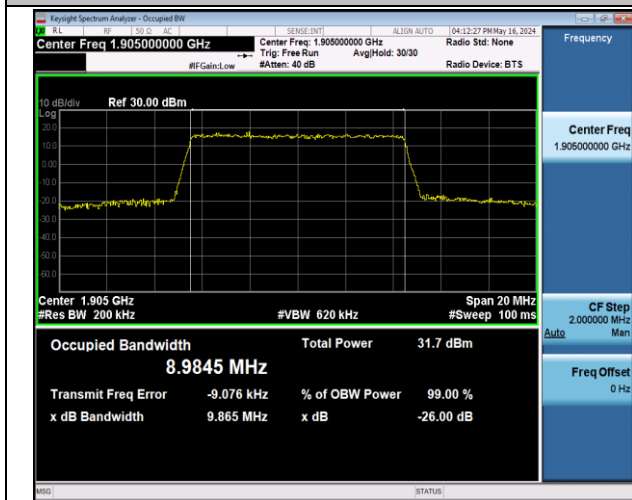 Keysight Spectrum Analyzer - Occupied BW
RL RF 50 Ω AC SENSE:INT ALIGN AUTO 04:12:27 PM May 16, 2024
Center Freq 1.905000000 GHz Center Freq: 1.905000000 GHz Radio Std: None Frequency
Trig: Free Run Avg|Hold: 30/30
#IFGain:Low #Atten: 40 dB Radio Device: BTS
10 dB/div Ref 30.00 dBm
Log
20.0
10.0
0.00
-10.0
-20.0
-30.0
-40.0
-50.0
-60.0
Center Freq
1.905000000 GHz
Center 1.905 GHz Span 20 MHz
#Res BW 200 kHz #VBW 620 kHz #Sweep 100 ms
CF Step
2.000000 MHz
Auto Man
Occupied Bandwidth Total Power 31.7 dBm
8.9845 MHz
Freq Offset
0 Hz
Transmit Freq Error -9.076 kHz % of OBW Power 99.00 %
x dB Bandwidth 9.865 MHz x dB -26.00 dB
MSG STATUS